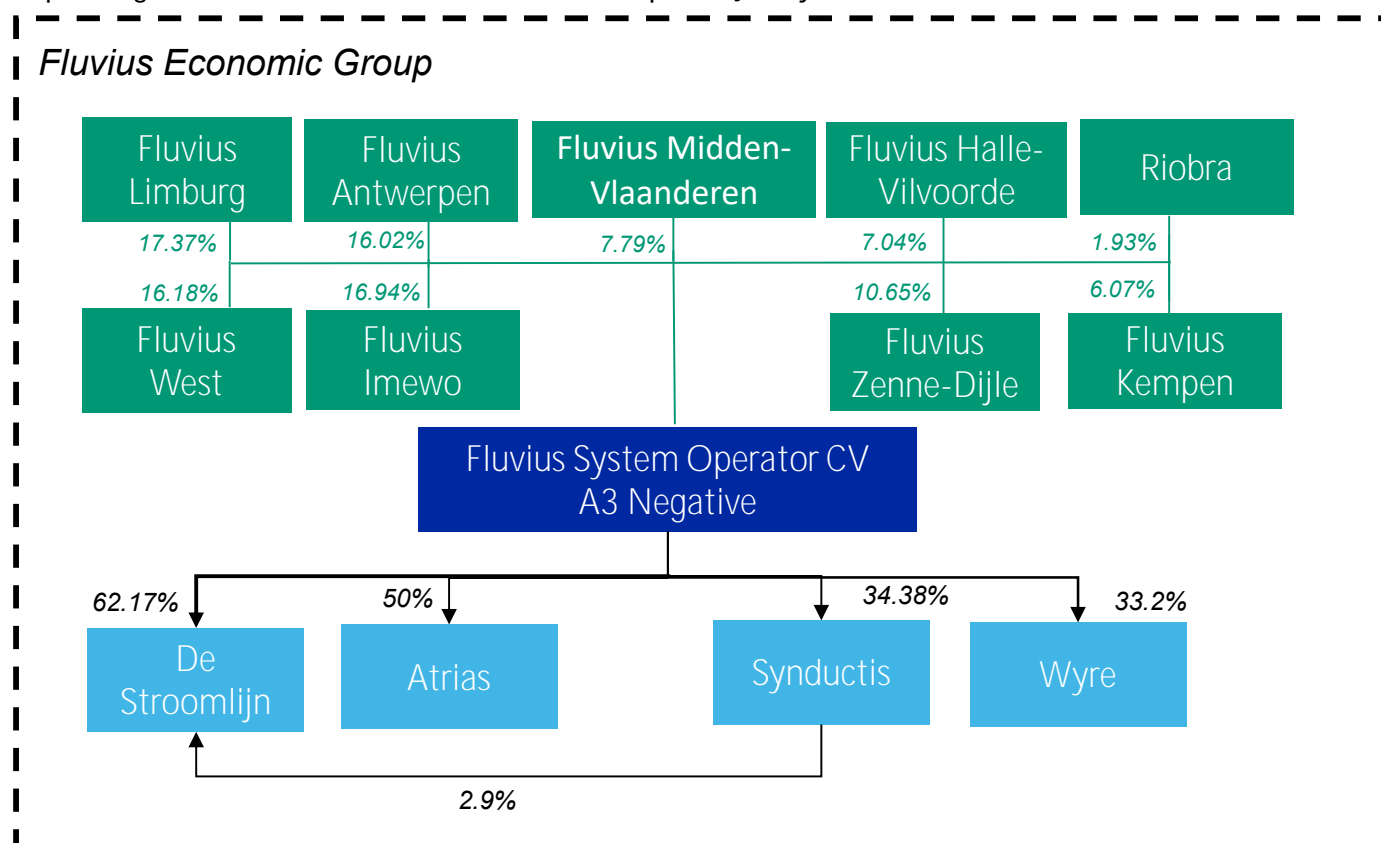 Fluvius Economic Group
Fluvius
Limburg
Fluvius
Antwerpen
Fluvius Midden-
Vlaanderen
Fluvius Halle-
Vilvoorde
Riobra
17.37%
16.02%
7.79%
7.04%
1.93%
16.18%
16.94%
10.65%
6.07%
Fluvius
West
Fluvius
Imewo
Fluvius
Zenne-Dijle
Fluvius
Kempen
Fluvius System Operator CV
A3 Negative
62.17%
50%
34.38%
33.2%
De
Stroomlijn
Atrias
Synductis
Wyre
2.9%